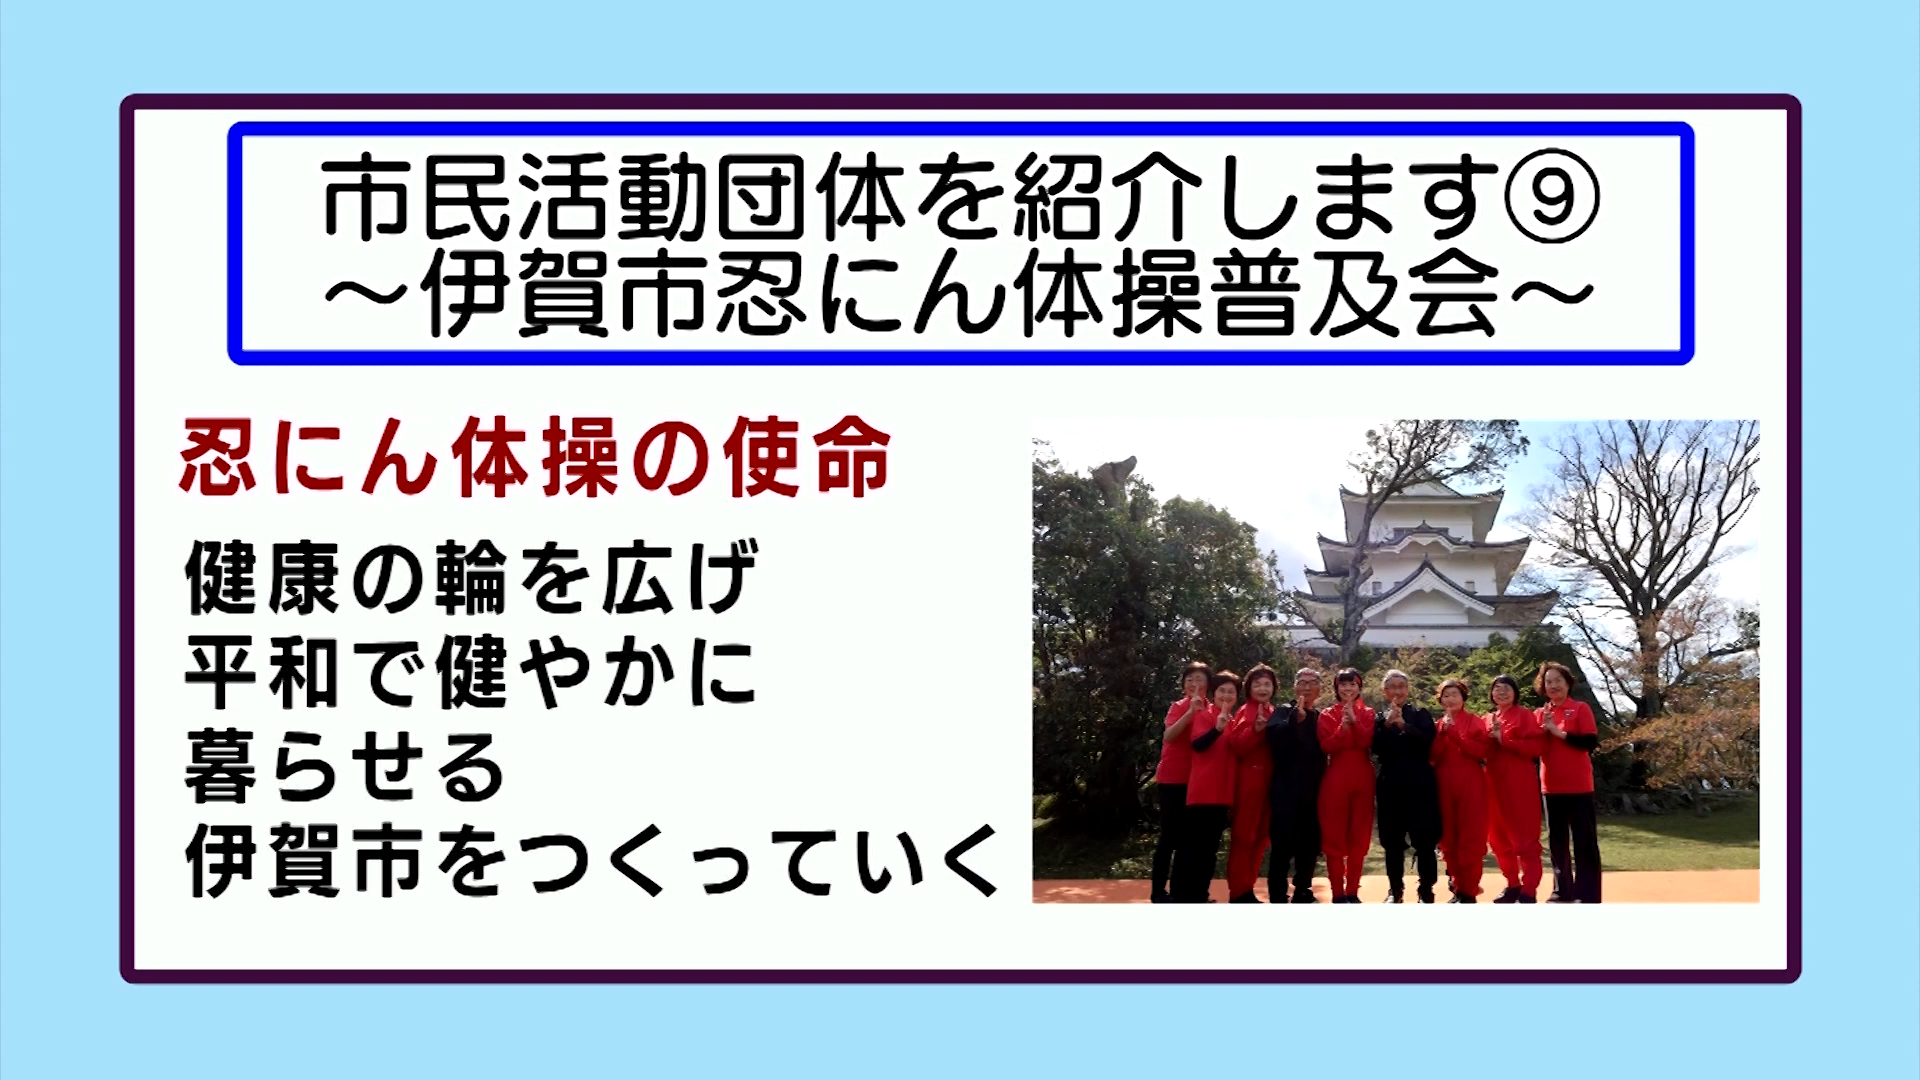 市民活動団体を紹介します⑨
～伊賀市忍にん体操普及会～
忍にん体操の使命
健康の輪を広げ
平和で健やかに
暮らせる
伊賀市をつくっていく